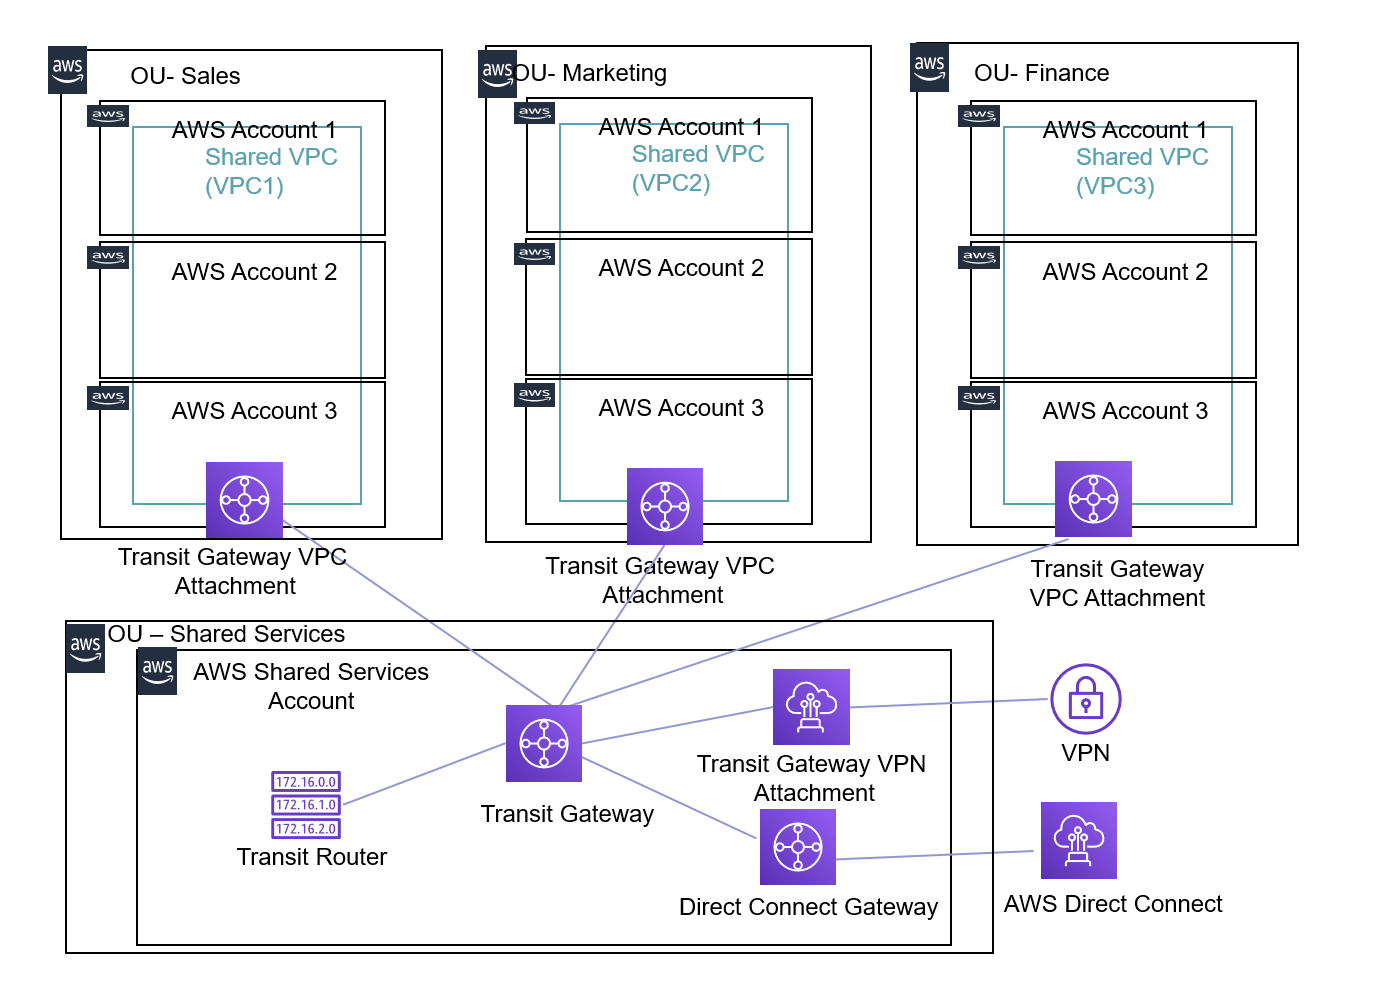 aws
OU- Sales
aws
AWS Account 1
Shared VPC
(VPC1)
aws
AWS Account 2
aws
AWS Account 3
Transit Gateway VPC
Attachment
aws
OU- Marketing
aws
AWS Account 1
Shared VPC
(VPC2)
aws
AWS Account 2
aws
AWS Account 3
Transit Gateway VPC
Attachment
aws
OU- Finance
aws
AWS Account 1
Shared VPC
(VPC3)
aws
AWS Account 2
aws
AWS Account 3
Transit Gateway
VPC Attachment
aws
OU – Shared Services
aws
AWS Shared Services
Account
172.16.0.0
172.16.1.0
172.16.2.0
Transit Router
Transit Gateway
Transit Gateway VPN
Attachment
Direct Connect Gateway
VPN
AWS Direct Connect